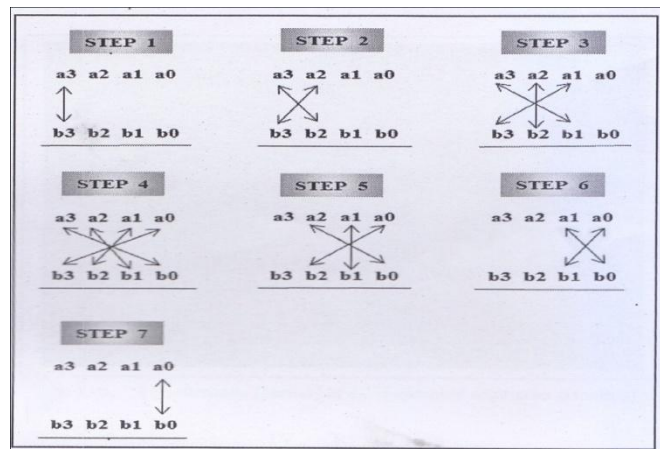 STEP 1
a3 a2 a1 a0
b3 b2 b1 b0
STEP 2
a3 a2 a1 a0
b3 b2 b1 b0
STEP 3
a3 a2 a1 a0
b3 b2 b1 b0
STEP 4
a3 a2 a1 a0
b3 b2 b1 b0
STEP 5
a3 a2 a1 a0
b3 b2 b1 b0
STEP 6
a3 a2 a1 a0
b3 b2 b1 b0
STEP 7
a3 a2 a1 a0
b3 b2 b1 b0